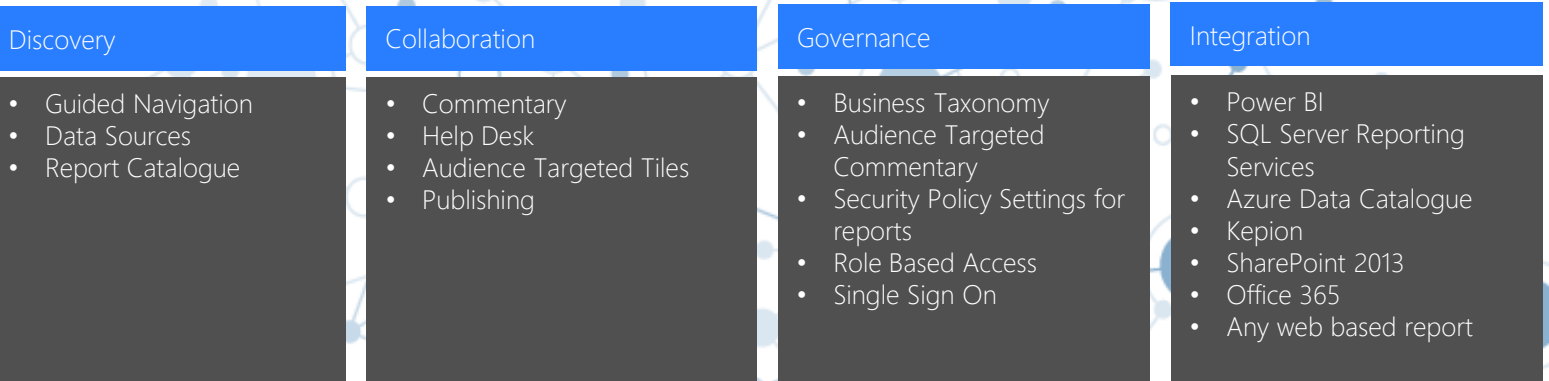 Discovery
• Guided Navigation
• Data Sources
• Report Catalogue
Collaboration
• Commentary
• Help Desk
• Audience Targeted Tiles
• Publishing
Governance
• Business Taxonomy
• Audience Targeted
Commentary
• Security Policy Settings for
reports
• Role Based Access
• Single Sign On
Integration
• Power BI
• SQL Server Reporting
Services
• Azure Data Catalogue
• Kepion
• SharePoint 2013
• Office 365
• Any web based report